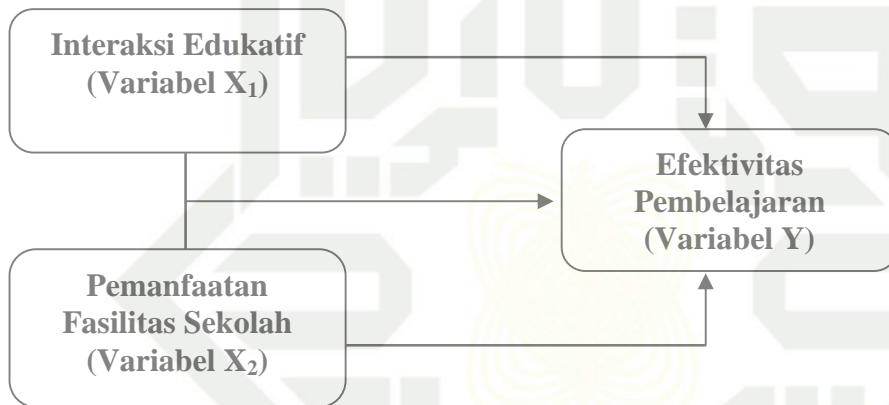 Interaksi Edukatif
(Variabel X₁)
Efektivitas
Pembelajaran
(Variabel Y)
Pemanfaatan
Fasilitas Sekolah
(Variabel X₂)